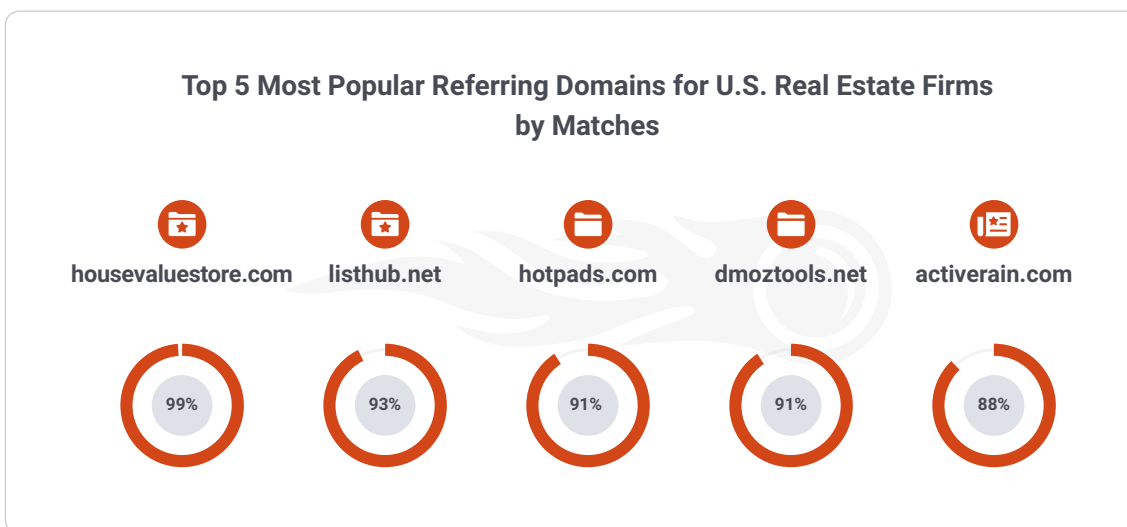 Top 5 Most Popular Referring Domains for U.S. Real Estate Firms
by Matches
housevaluestore.com
listhub.net
hotpads.com
dmoztools.net
activerain.com
99%
93%
91%
91%
88%